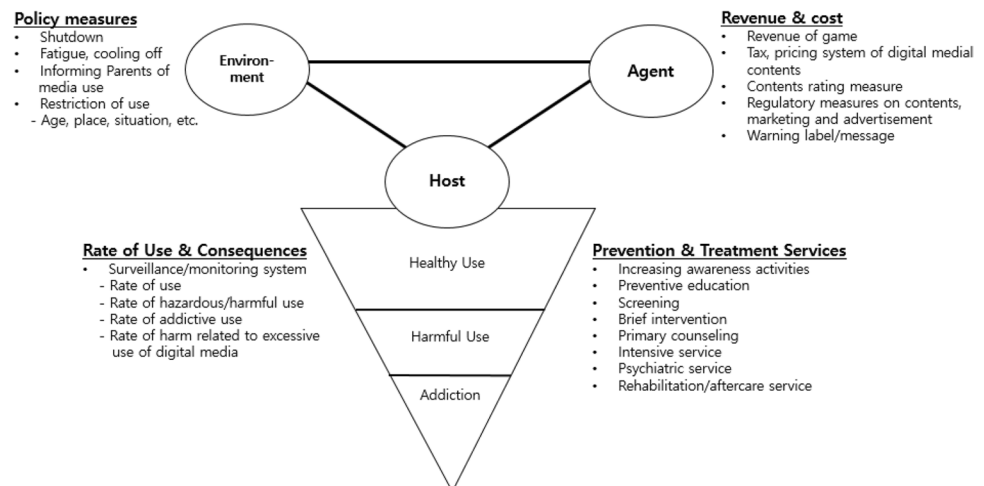 Policy measures
• Shutdown
• Fatigue, cooling off
• Informing Parents of
media use
• Restriction of use
- Age, place, situation, etc.
Environ-
ment
Agent
Revenue & cost
• Revenue of game
• Tax, pricing system of digital medial
contents
• Contents rating measure
• Regulatory measures on contents,
marketing and advertisement
• Warning label/message
Host
Rate of Use & Consequences
• Surveillance/monitoring system
- Rate of use
- Rate of hazardous/harmful use
- Rate of addictive use
- Rate of harm related to excessive
use of digital media
Healthy Use
Harmful Use
Addiction
Prevention & Treatment Services
• Increasing awareness activities
• Preventive education
• Screening
• Brief intervention
• Primary counseling
• Intensive service
• Psychiatric service
• Rehabilitation/aftercare service